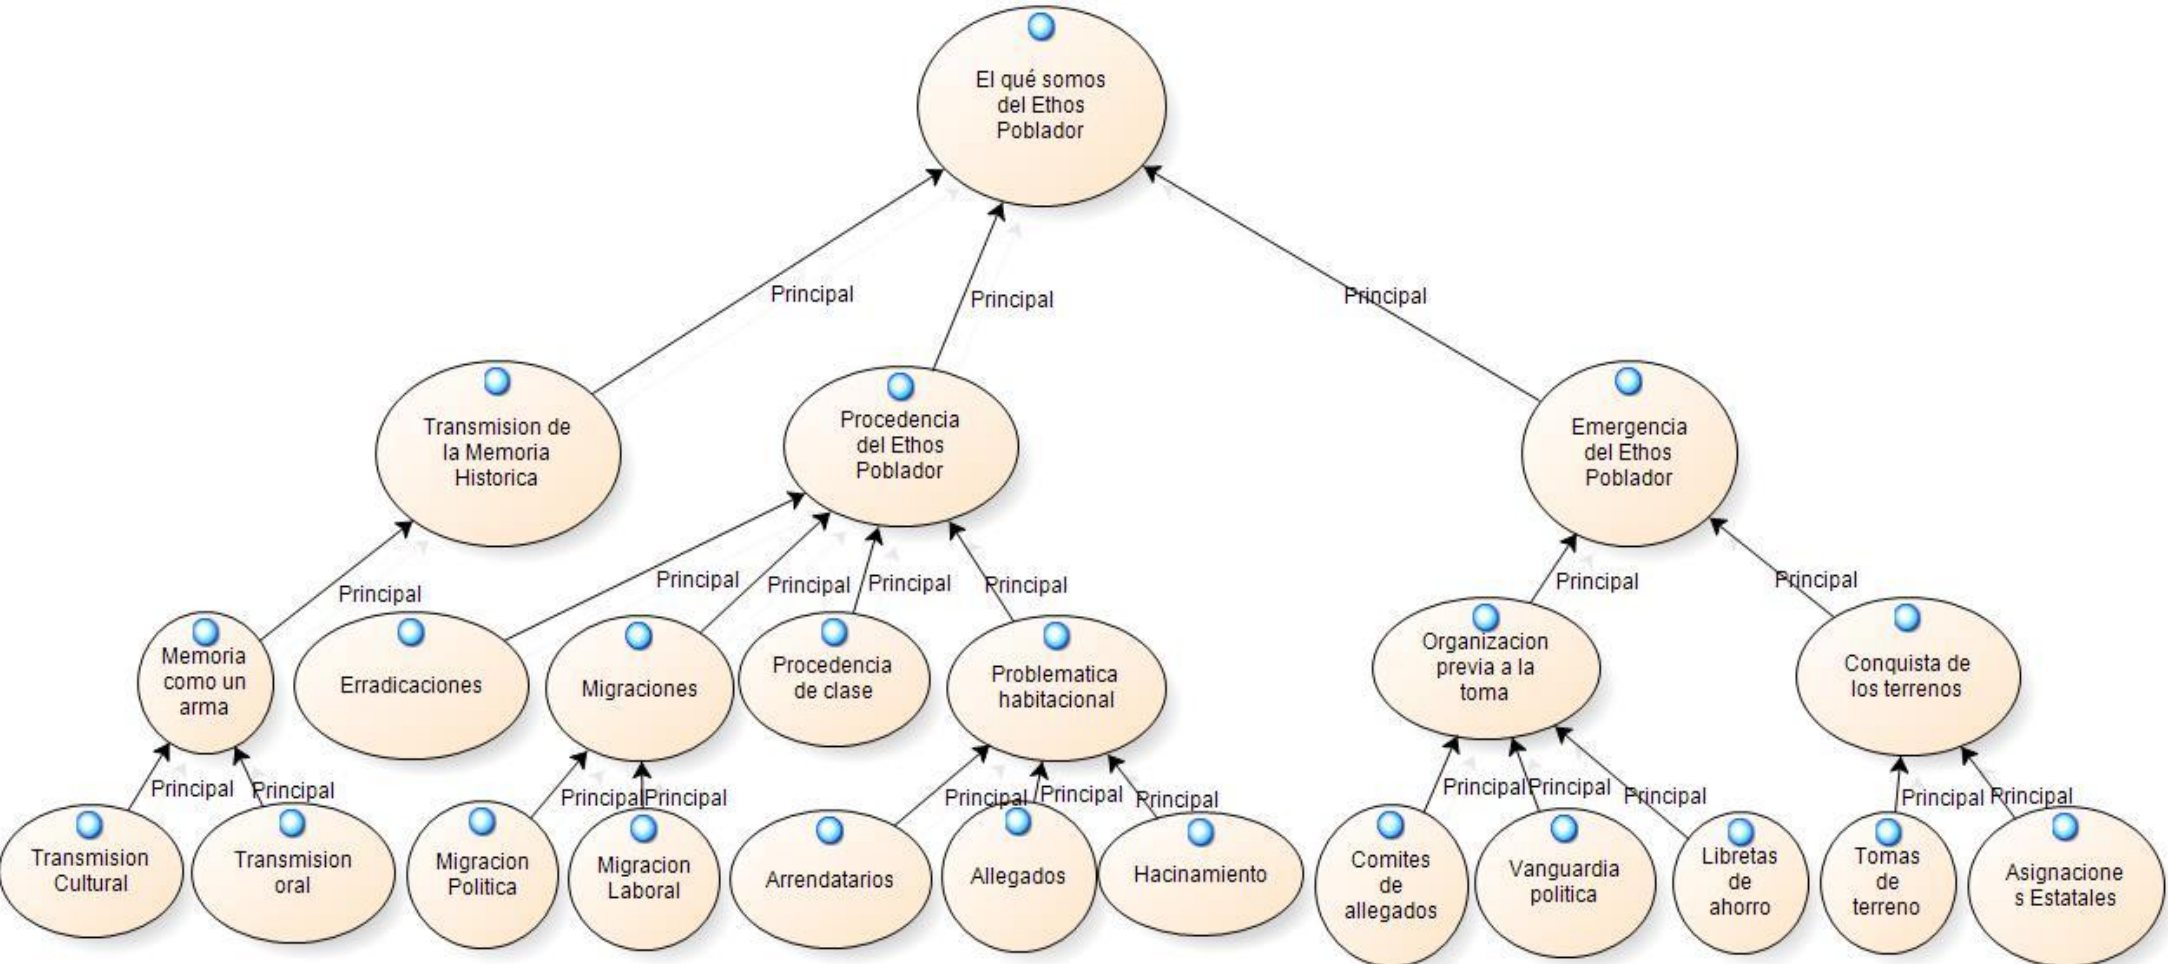 El qué somos
del Ethos
Poblador
Principal
Principal
Principal
Transmision de
la Memoria
Historica
Procedencia
del Ethos
Poblador
Emergencia
del Ethos
Poblador
Principal
Principal
Principal
Principal
Principal
Principal
Principal
Memoria
como un
arma
Erradicaciones
Migraciones
Procedencia
de clase
Problematica
habitacional
Organizacion
previa a la
toma
Conquista de
los terrenos
Principal
Principal
Principal
Principal
Principal
Principal
Principal
Principal
Principal
Principal
Principal
Principal
Transmision
Cultural
Transmision
oral
Migracion
Politica
Migracion
Laboral
Arrendatarios
Allegados
Hacinamiento
Comites
de
allegados
Vanguardia
politica
Libretas
de
ahorro
Tomas
de
terreno
Asignacione
s Estatales